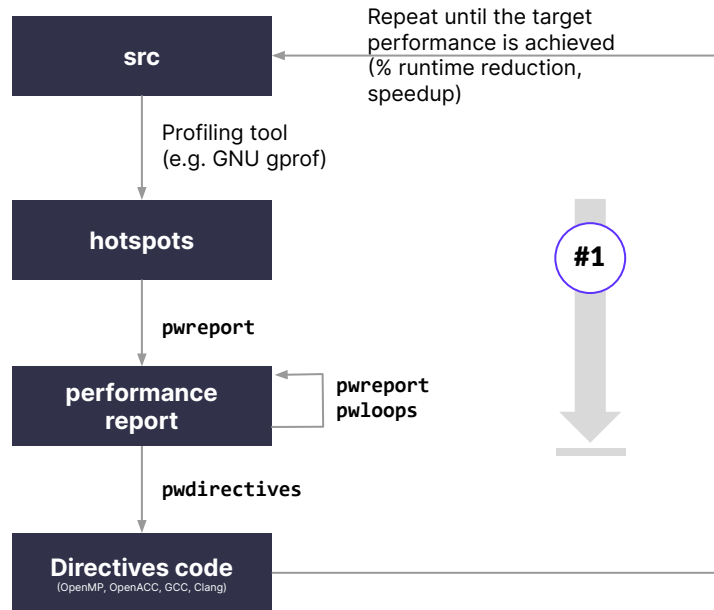 Repeat until the target
performance is achieved
(% runtime reduction,
speedup)
src
Profiling tool
(e.g. GNU gprof)
hotspots
#1
pwreport
performance
report
pwreport
pwloops
pwdirectives
Directives code
(OpenMP, OpenACC, GCC, Clang)